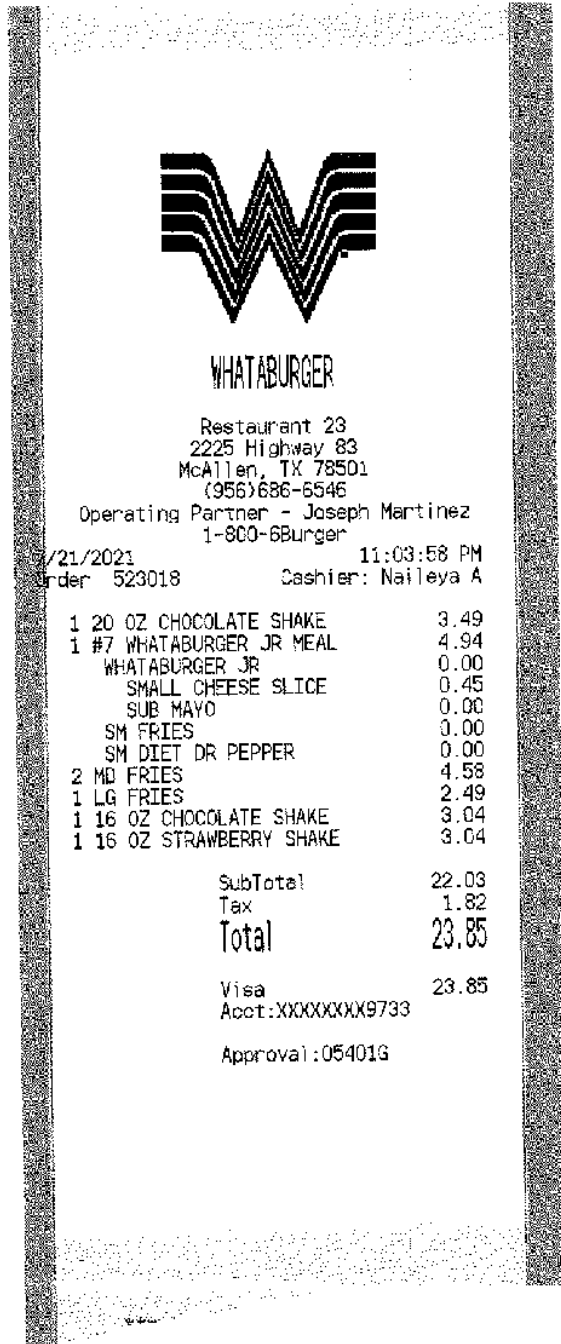 WHATABURGER
Restaurant 23
2225 Highway 83
McAllen, TX 78501
(956)686-6546
Operating Partner - Joseph Martinez
1-800-6Burger
/21/2021 11:03:58 PM
rder 523018 Cashier: Naileya A
1 20 OZ CHOCOLATE SHAKE 3.49
1 #7 WHATABURGER JR MEAL 4.94
WHATABURGER JR 0.00
SMALL CHEESE SLICE 0.45
SUB MAYO 0.00
SM FRIES 0.00
SM DIET DR PEPPER 0.00
2 MD FRIES 4.58
1 LG FRIES 2.49
1 16 OZ CHOCOLATE SHAKE 3.04
1 16 OZ STRAWBERRY SHAKE 3.04
SubTotal 22.03
Tax 1.82
Total 23.85
Visa 23.85
Acct:XXXXXXXX9733
Approval:05401G